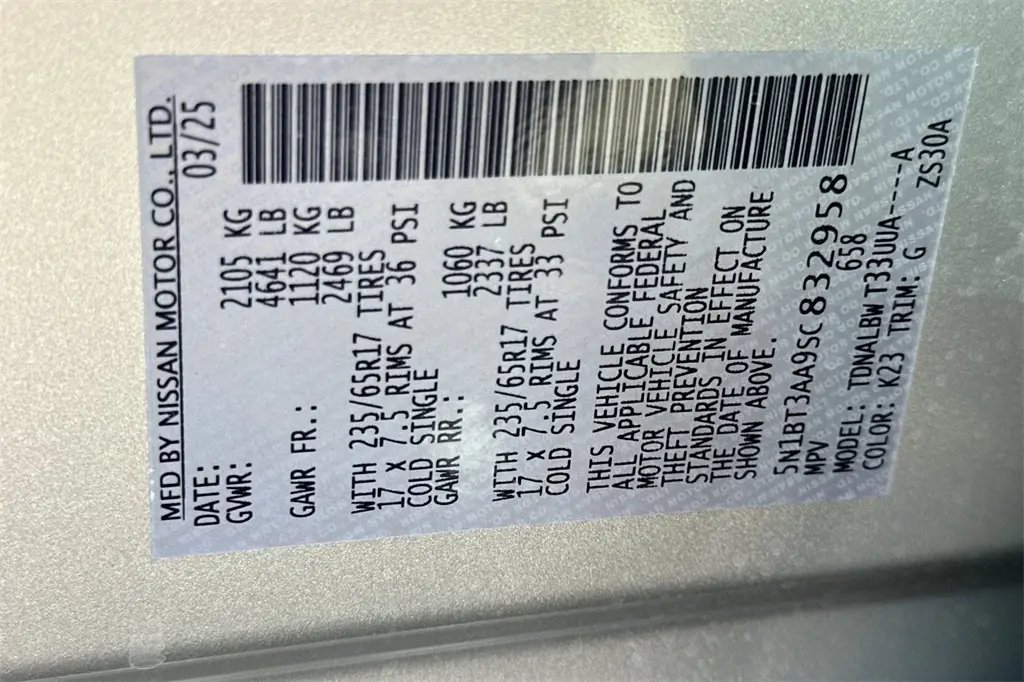 MFD BY NISSAN MOTOR CO., LTD.
DATE: 03/25
GVWR: 2105 KG
4641 LB
GAWR FR.: 1120 KG
2469 LB
WITH 235/65R17 TIRES
17 x 7.5 RIMS AT 36 PSI
COLD SINGLE
GAWR RR.: 1060 KG
2337 LB
WITH 235/65R17 TIRES
17 x 7.5 RIMS AT 33 PSI
COLD SINGLE
THIS VEHICLE CONFORMS TO
ALL APPLICABLE FEDERAL
MOTOR VEHICLE SAFETY AND
THEFT PREVENTION
STANDARDS IN EFFECT ON
THE DATE OF MANUFACTURE
SHOWN ABOVE.
5N1BT3AA9SC832958
MPV 658
MODEL: TDNALBW T33UUA-----A
COLOR: K23 TRIM: G ZS30A